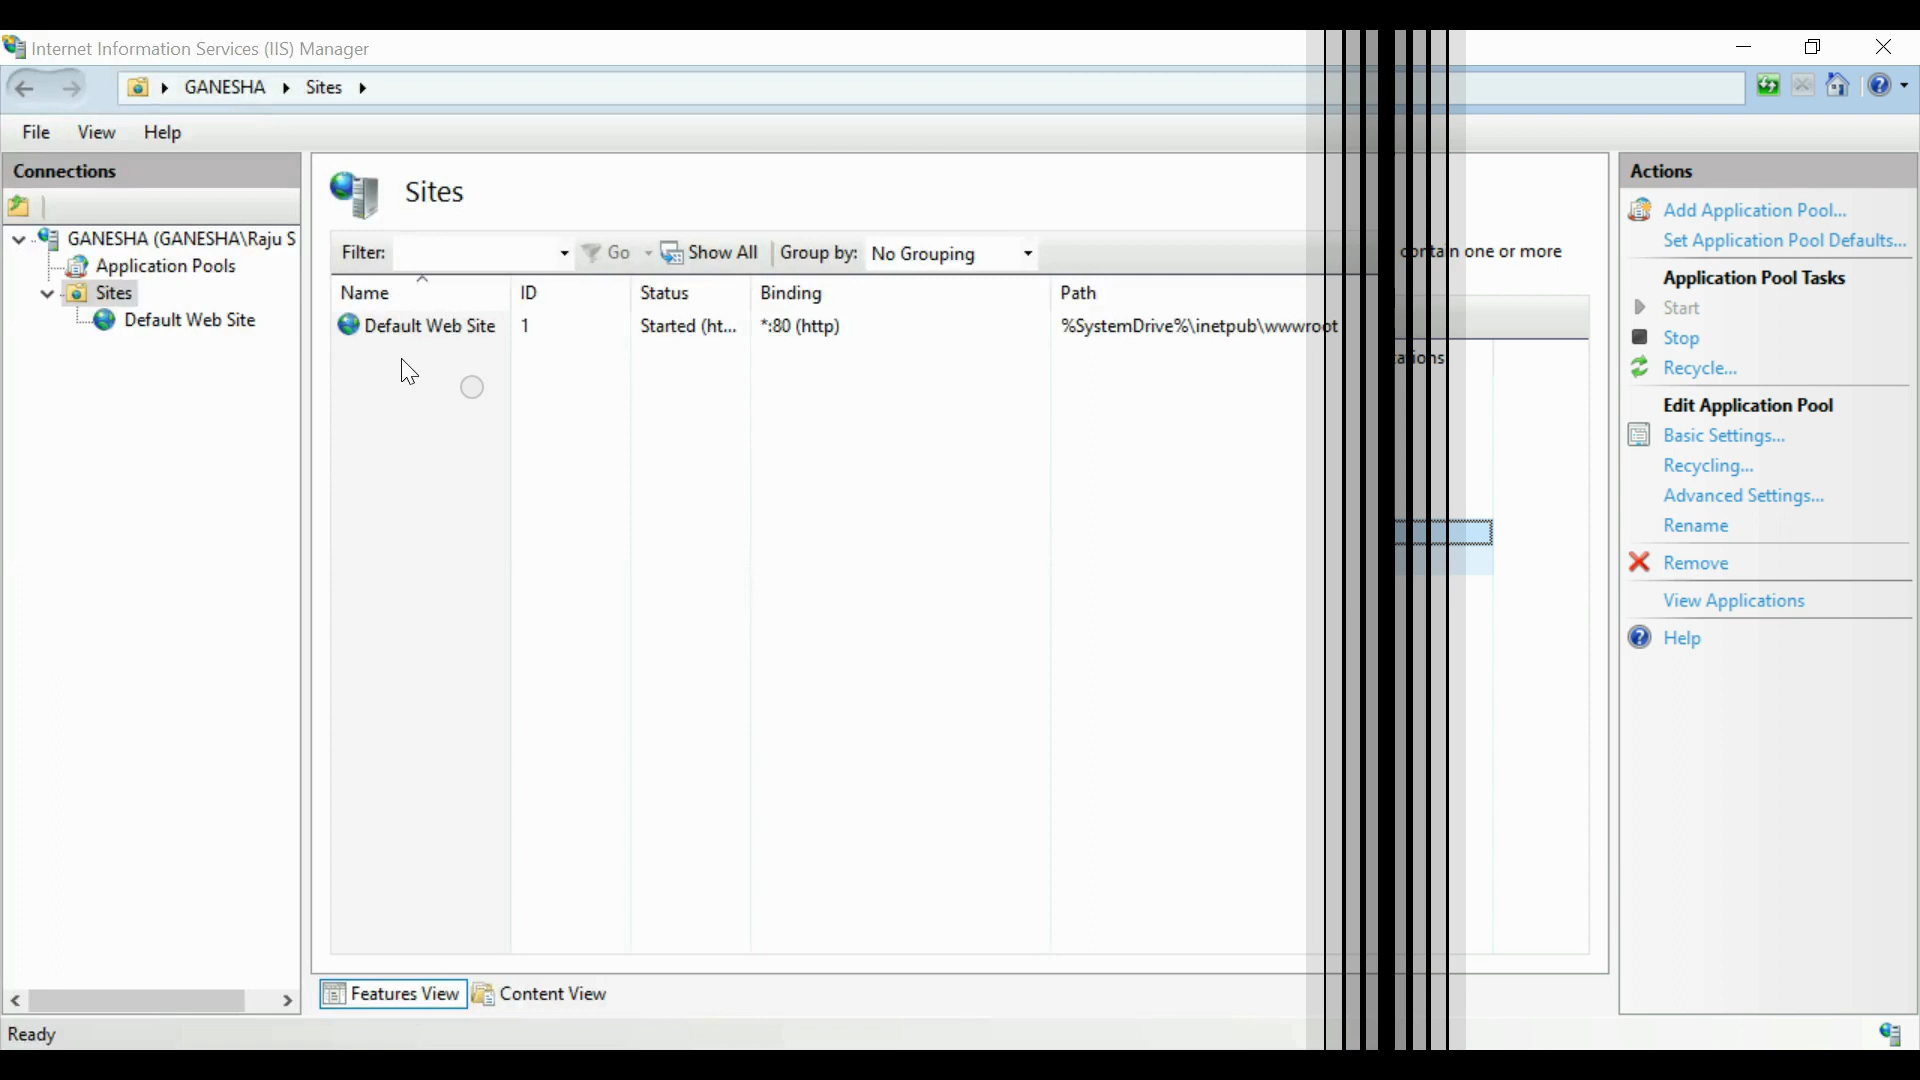 Internet Information Services (IIS) Manager
GANESHA Sites
File View Help
Connections
GANESHA (GANESHA\Raju S
Application Pools
Sites
Default Web Site
Sites
Filter: Go Show All Group by: No Grouping
contain one or more
Name ID Status Binding Path
Default Web Site 1 Started (ht... *:80 (http) %SystemDrive%\inetpub\wwwroot
ations
Features View Content View
Actions
Add Application Pool...
Set Application Pool Defaults...
Application Pool Tasks
Start
Stop
Recycle...
Edit Application Pool
Basic Settings...
Recycling...
Advanced Settings...
Rename
Remove
View Applications
Help
Ready